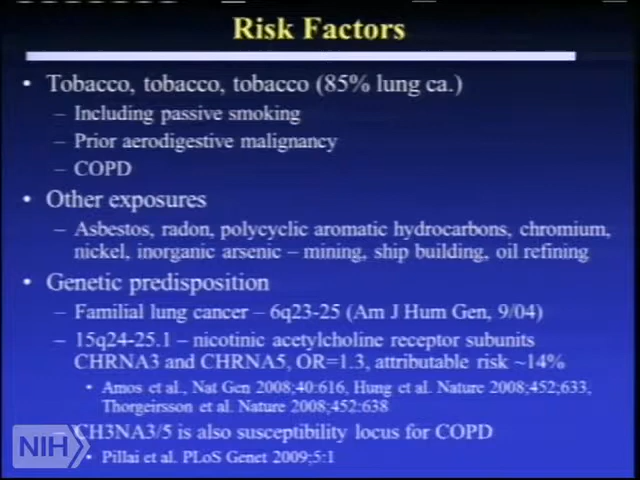 Risk Factors
• Tobacco, tobacco, tobacco (85% lung ca.)
– Including passive smoking
– Prior aerodigestive malignancy
– COPD
• Other exposures
– Asbestos, radon, polycyclic aromatic hydrocarbons, chromium,
nickel, inorganic arsenic – mining, ship building, oil refining
• Genetic predisposition
– Familial lung cancer – 6q23-25 (Am J Hum Gen, 9/04)
– 15q24-25.1 – nicotinic acetylcholine receptor subunits
CHRNA3 and CHRNA5, OR=1.3, attributable risk ~14%
• Amos et al., Nat Gen 2008;40:616, Hung et al. Nature 2008;452;633,
Thorgeirsson et al. Nature 2008;452:638
CH3NA3/5 is also susceptibility locus for COPD
• Pillai et al. PLoS Genet 2009;5:1
NIH